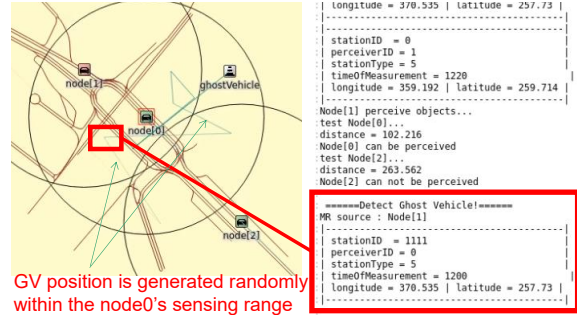 node[1]
ghostVehicle
node[0]
node[2]
GV position is generated randomly
within the node0's sensing range
| longitude = 370.535 | latitude = 257.73 |
|---------------------------------------|
| stationID = 0
| perceiverID = 1
| stationType = 5
| timeOfMeasurement = 1220 |
| longitude = 359.192 | latitude = 259.714 |
|---------------------------------------|
Node[1] perceive objects...
test Node[0]...
distance = 102.216
Node[0] can be perceived
test Node[2]...
distance = 263.562
Node[2] can not be perceived
======Detect Ghost Vehicle!======
MR source : Node[1]
|---------------------------------------|
| stationID = 1111
| perceiverID = 0
| stationType = 5
| timeOfMeasurement = 1200 |
| longitude = 370.535 | latitude = 257.73 |
|---------------------------------------|